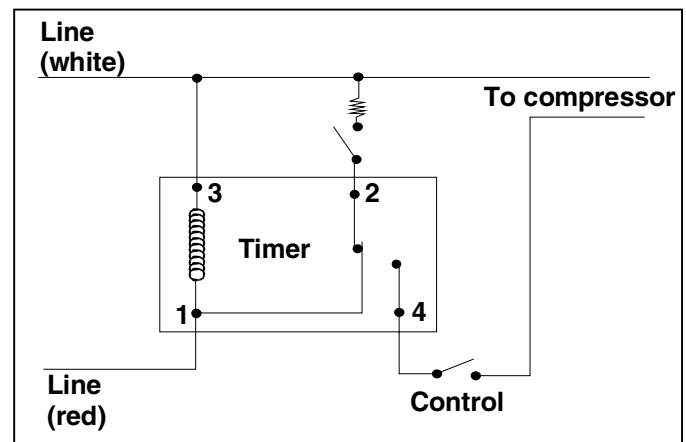 Line
(white)
To compressor
3
2
Timer
1
4
Line
(red)
Control